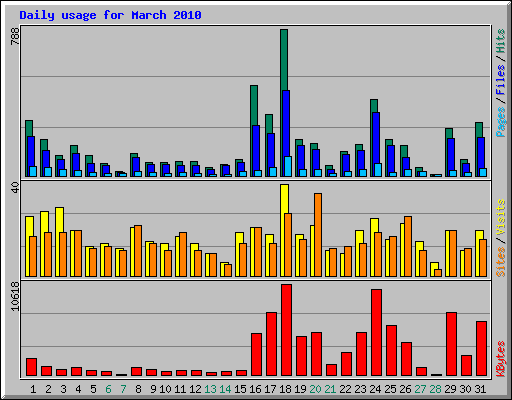 Daily usage for March 2010
788
Pages / Files / Hits
40
Sites / Visits
10618
KBytes
1 2 3 4 5 6 7 8 9 10 11 12 13 14 15 16 17 18 19 20 21 22 23 24 25 26 27 28 29 30 31